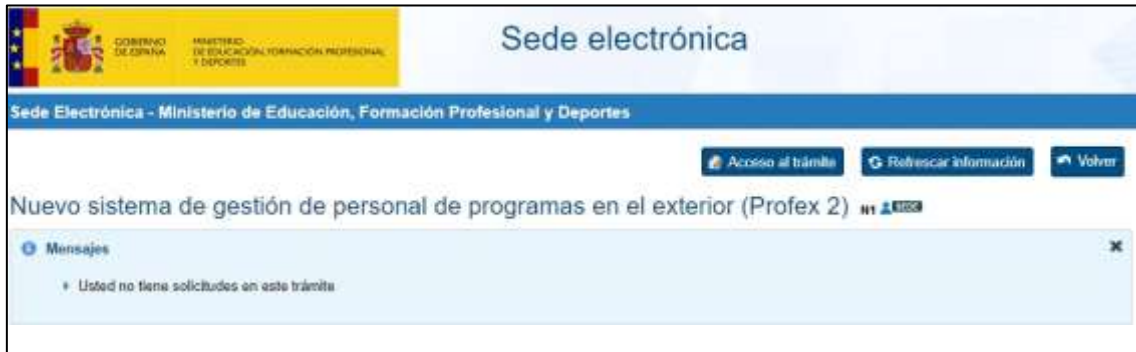 GOBIERNO
DE ESPAÑA
MINISTERIO
DE EDUCACIÓN, FORMACIÓN PROFESIONAL
Y DEPORTES
Sede electrónica
Sede Electrónica - Ministerio de Educación, Formación Profesional y Deportes
Acceso al trámite
Refrescar información
Volver
Nuevo sistema de gestión de personal de programas en el exterior (Profex 2) N1
Mensajes
Usted no tiene solicitudes en este trámite